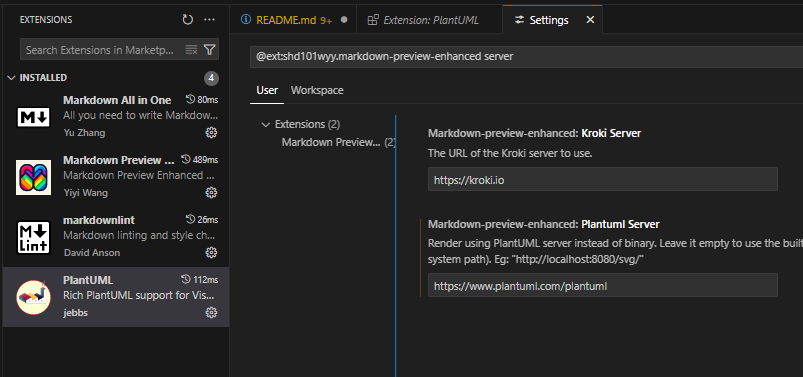 EXTENSIONS
Search Extensions in Marketp...
INSTALLED
4
Markdown All in One
80ms
All you need to write Markdow...
Yu Zhang
Markdown Preview ...
489ms
Markdown Preview Enhanced ...
Yiyi Wang
markdownlint
26ms
Markdown linting and style ch...
David Anson
PlantUML
112ms
Rich PlantUML support for Vis...
jebbs
README.md 9+
Extension: PlantUML
Settings
@ext:shd101wyy.markdown-preview-enhanced server
User
Workspace
Extensions (2)
Markdown Preview... (2)
Markdown-preview-enhanced: Kroki Server
The URL of the Kroki server to use.
https://kroki.io
Markdown-preview-enhanced: Plantuml Server
Render using PlantUML server instead of binary. Leave it empty to use the built
system path). Eg: "http://localhost:8080/svg/"
https://www.plantuml.com/plantuml